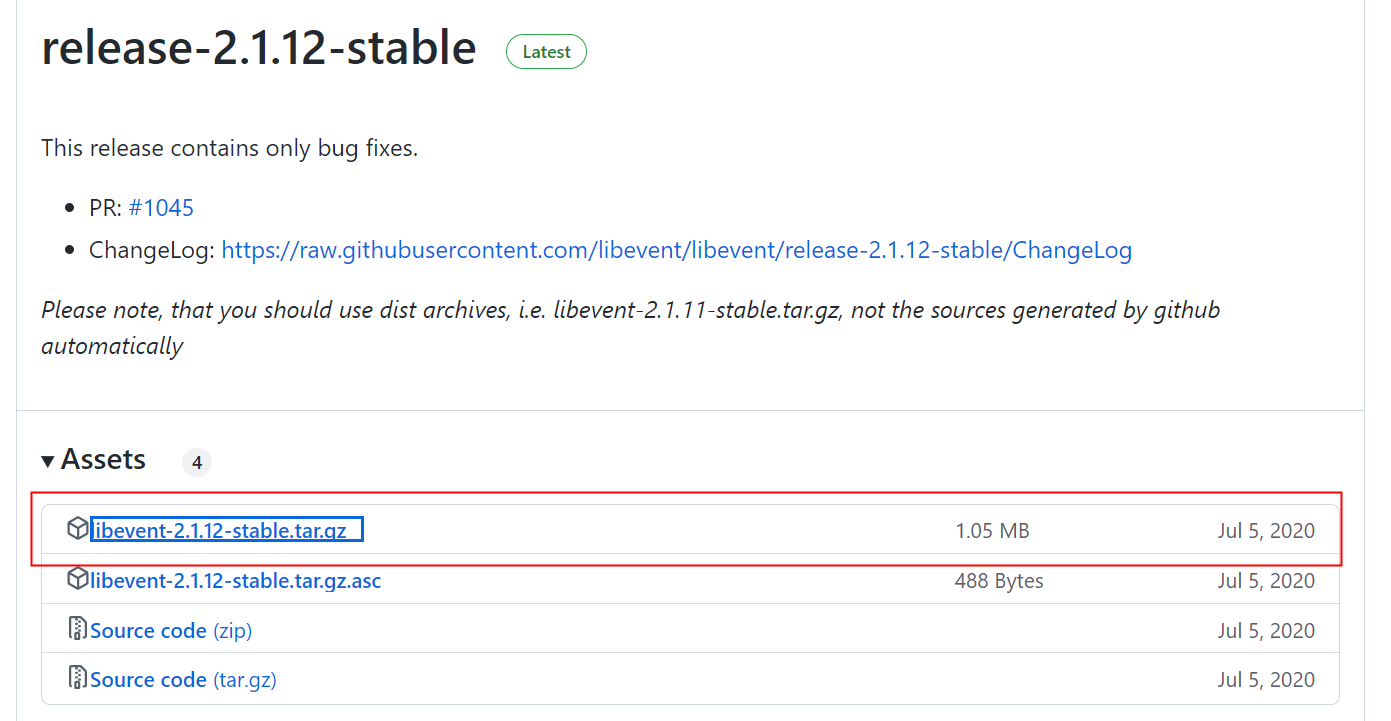 release-2.1.12-stable Latest
This release contains only bug fixes.
PR: #1045
ChangeLog: https://raw.githubusercontent.com/libevent/libevent/release-2.1.12-stable/ChangeLog
Please note, that you should use dist archives, i.e. libevent-2.1.11-stable.tar.gz, not the sources generated by github
automatically
Assets 4
libevent-2.1.12-stable.tar.gz 1.05 MB Jul 5, 2020
libevent-2.1.12-stable.tar.gz.asc 488 Bytes Jul 5, 2020
Source code (zip) Jul 5, 2020
Source code (tar.gz) Jul 5, 2020